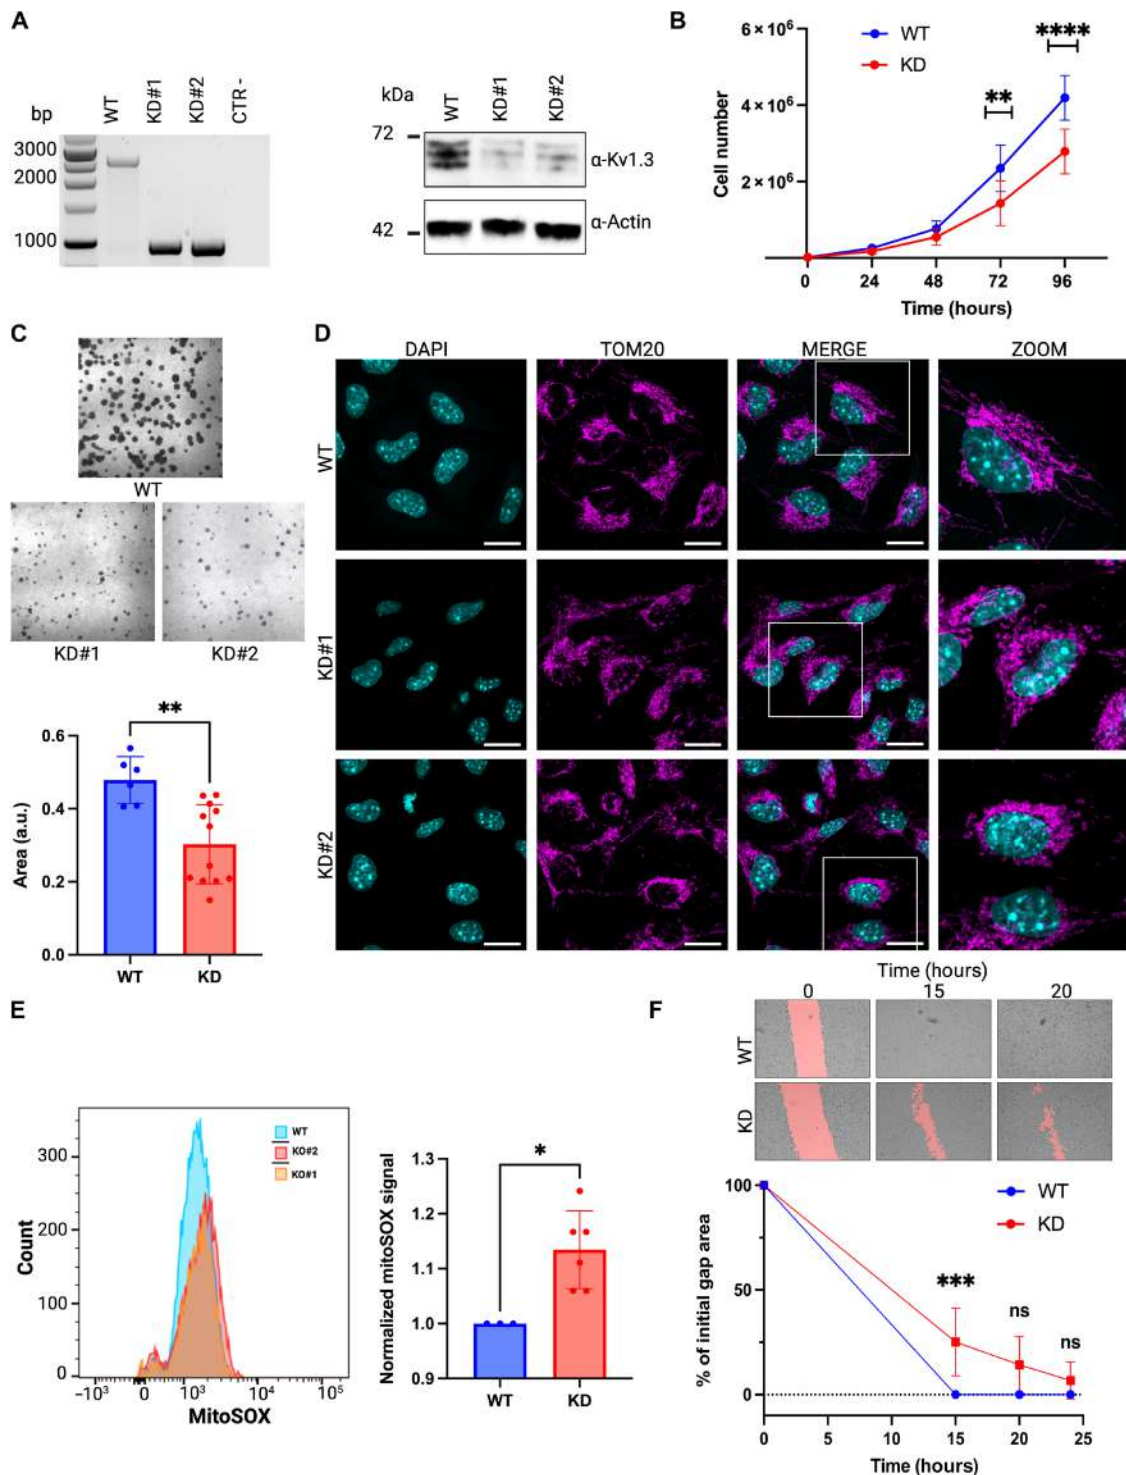 A
bp
WT
KD#1
KD#2
CTR -
3000
2000
1000
kDa
WT
KD#1
KD#2
72
α-Kv1.3
42
α-Actin
B
WT
KD
**
****
6 × 10⁶
4 × 10⁶
2 × 10⁶
Cell number
0 24 48 72 96
Time (hours)
C
WT
KD#1 KD#2
**
0.6
0.4
0.2
0.0
Area (a.u.)
WT KD
D
DAPI TOM20 MERGE ZOOM
WT
KD#1
KD#2
E
WT
KO#2
KO#1
300
200
100
0
Count
-10³ 0 10³ 10⁴ 10⁵
MitoSOX
*
1.3
1.2
1.1
1.0
0.9
Normalized mitoSOX signal
WT KD
F
Time (hours)
0 15 20
WT
KD
100
50
0
% of initial gap area
WT
KD
***
ns
ns
0 5 10 15 20 25
Time (hours)